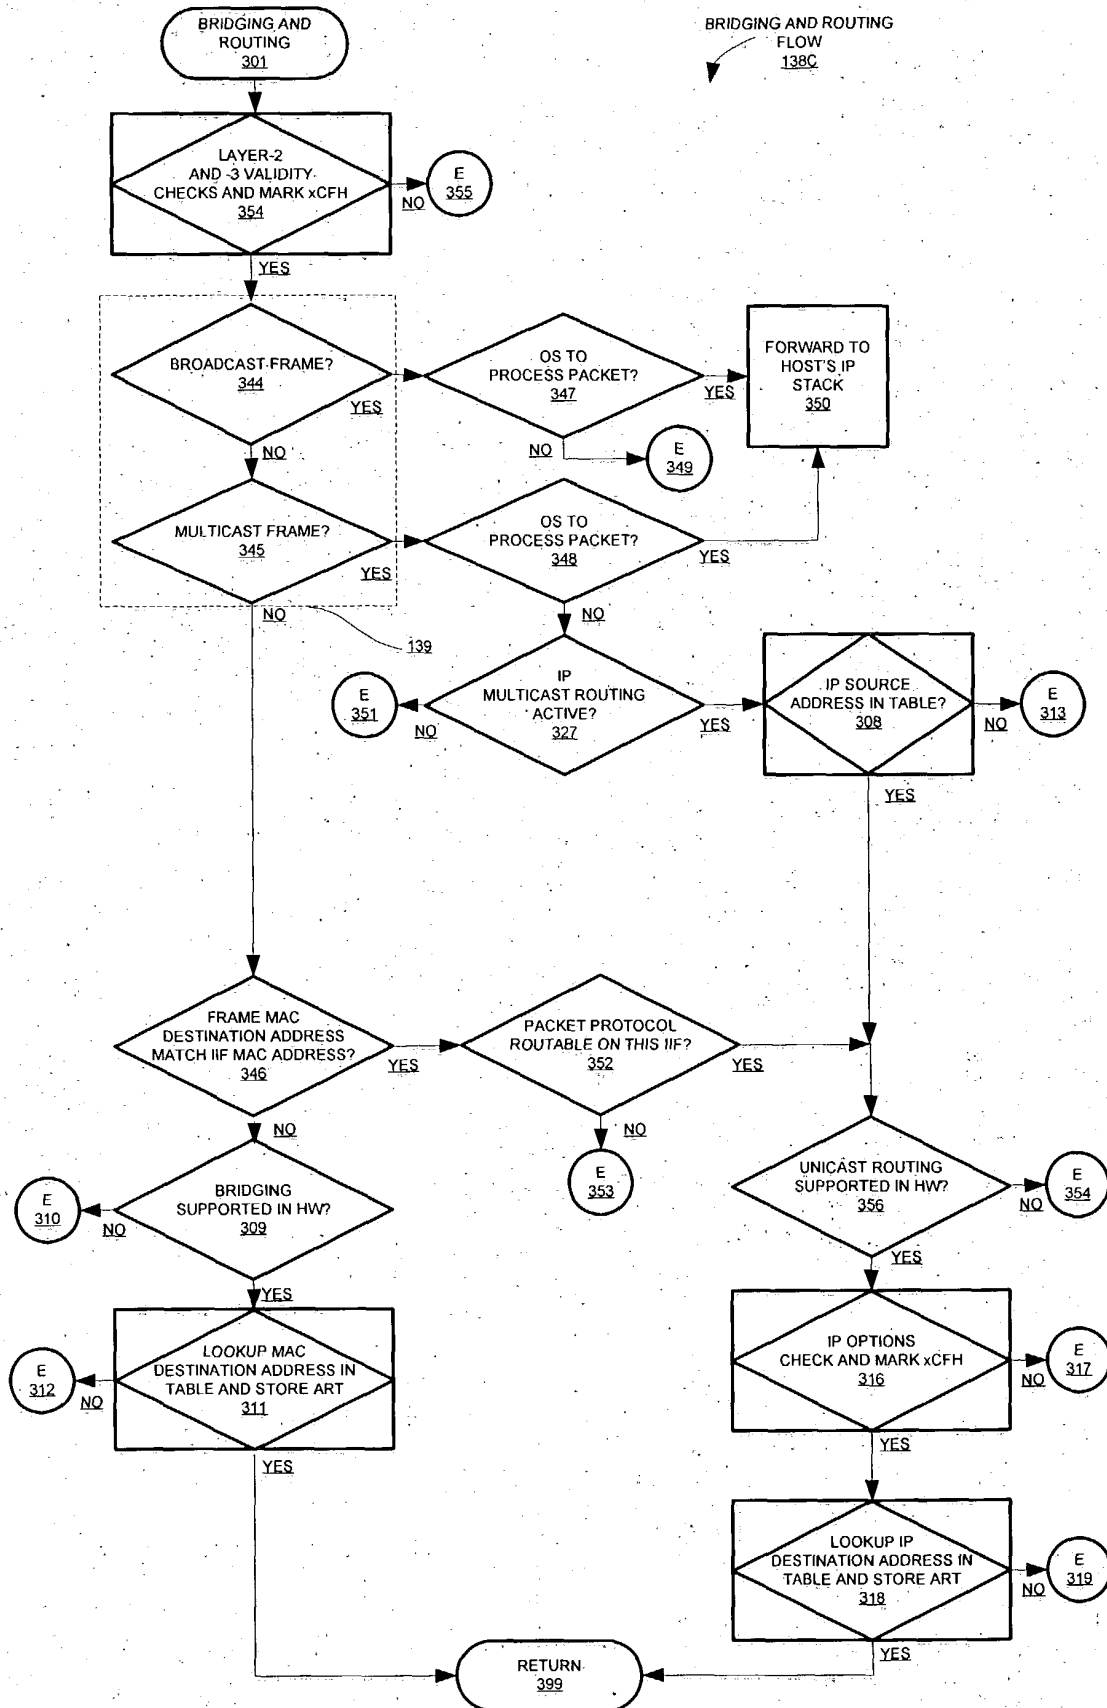 BRIDGING AND
ROUTING
301
BRIDGING AND ROUTING
FLOW
138C
LAYER-2
AND -3 VALIDITY
CHECKS AND MARK xCFH
354
NO
E
355
YES
BROADCAST FRAME?
344
YES
NO
OS TO
PROCESS PACKET?
347
YES
NO
E
349
FORWARD TO
HOST'S IP
STACK
350
MULTICAST FRAME?
345
YES
NO
139
OS TO
PROCESS PACKET?
348
YES
NO
E
351
NO
IP
MULTICAST ROUTING
ACTIVE?
327
YES
IP SOURCE
ADDRESS IN TABLE?
308
NO
E
313
YES
FRAME MAC
DESTINATION ADDRESS
MATCH IIF MAC ADDRESS?
346
YES
NO
PACKET PROTOCOL
ROUTABLE ON THIS IIF?
352
YES
NO
E
353
E
310
NO
BRIDGING
SUPPORTED IN HW?
309
YES
UNICAST ROUTING
SUPPORTED IN HW?
356
NO
E
354
YES
E
312
NO
LOOKUP MAC
DESTINATION ADDRESS IN
TABLE AND STORE ART
311
YES
IP OPTIONS
CHECK AND MARK xCFH
316
NO
E
317
YES
LOOKUP IP
DESTINATION ADDRESS IN
TABLE AND STORE ART
318
NO
E
319
YES
RETURN
399